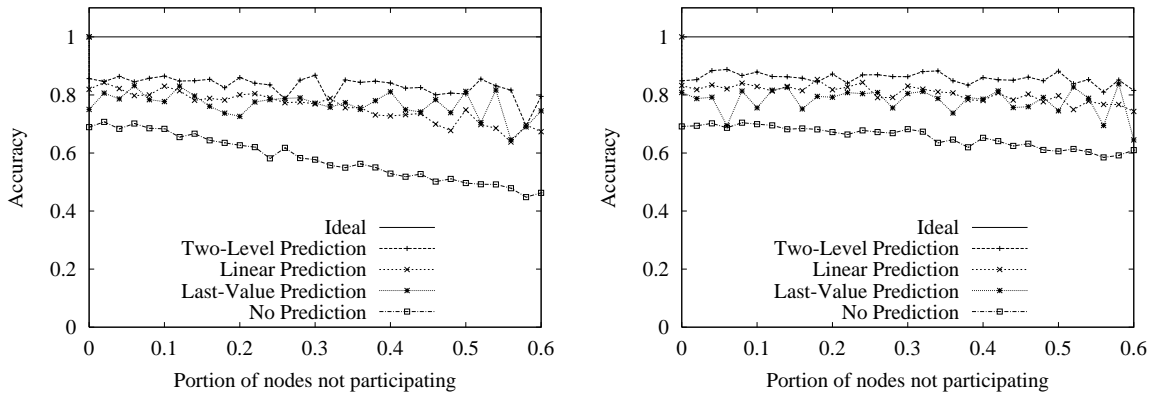 1
0.8
0.6
0.4
0.2
0
Accuracy
Ideal
Two-Level Prediction
Linear Prediction
Last-Value Prediction
No Prediction
0 0.1 0.2 0.3 0.4 0.5 0.6
Portion of nodes not participating
1
0.8
0.6
0.4
0.2
0
Accuracy
Ideal
Two-Level Prediction
Linear Prediction
Last-Value Prediction
No Prediction
0 0.1 0.2 0.3 0.4 0.5 0.6
Portion of nodes not participating